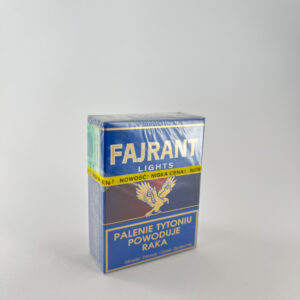 FAJRANT
LIGHTS
NOWOŚĆ! NISKA CENA!
PALENIE TYTONIU
POWODUJE
RAKA